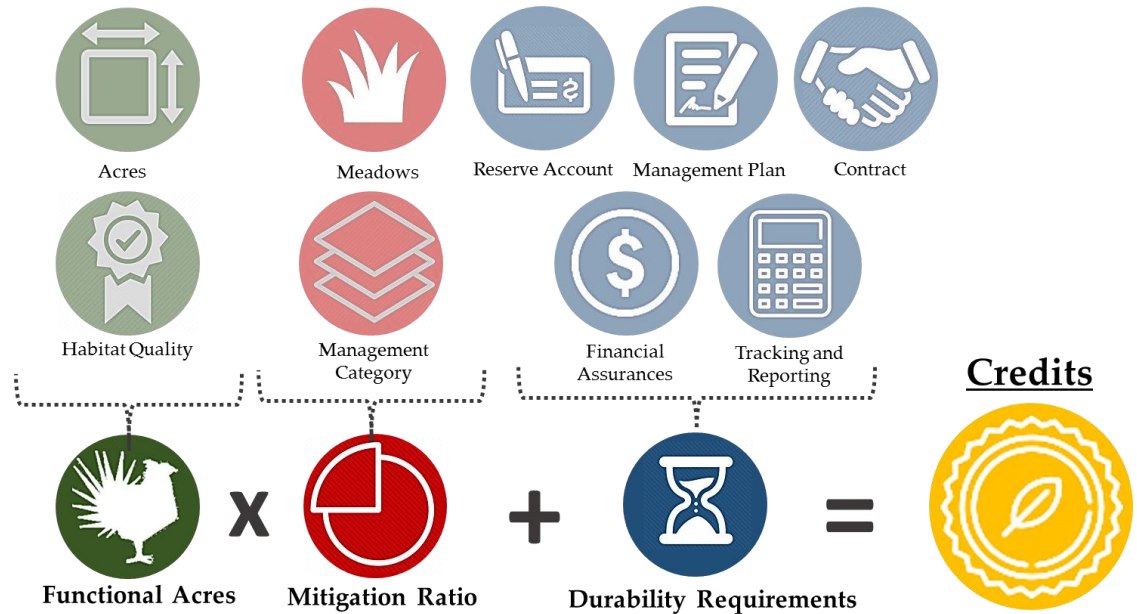 Acres
Meadows
Reserve Account
Management Plan
Contract
Habitat Quality
Management
Category
Financial
Assurances
Tracking and
Reporting
Credits
Functional Acres
x
Mitigation Ratio
+
Durability Requirements
=
$
$